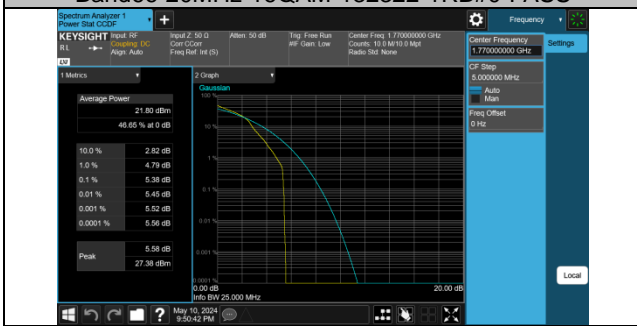 Spectrum Analyzer 1
Power Stat CCDF
Frequency
KEYSIGHT
Input: RF
Input Z: 50 Ω
Atten: 50 dB
Trig: Free Run
Center Freq: 1.770000000 GHz
RL
Coupling: DC
Corr CCorr
#IF Gain: Low
Counts: 10.0 M/10.0 Mpt
Align: Auto
Freq Ref: Int (S)
Radio Std: None
LXI
Center Frequency
1.770000000 GHz
Settings
CF Step
5.000000 MHz
Auto
Man
Freq Offset
0 Hz
Local
1 Metrics
Average Power
21.80 dBm
46.65 % at 0 dB
10.0 % 2.82 dB
1.0 % 4.79 dB
0.1 % 5.38 dB
0.01 % 5.45 dB
0.001 % 5.52 dB
0.0001 % 5.56 dB
Peak 5.58 dB
27.38 dBm
2 Graph
Gaussian
100 %
10 %
1 %
0.1 %
0.01 %
0.001 %
0.0001 %
0.00 dB 20.00 dB
Info BW 25.000 MHz
May 10, 2024
9:50:42 PM